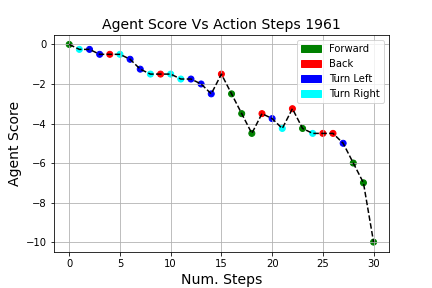 Agent Score Vs Action Steps 1961
Forward
Back
Turn Left
Turn Right
Agent Score
0
−2
−4
−6
−8
−10
0 5 10 15 20 25 30
Num. Steps